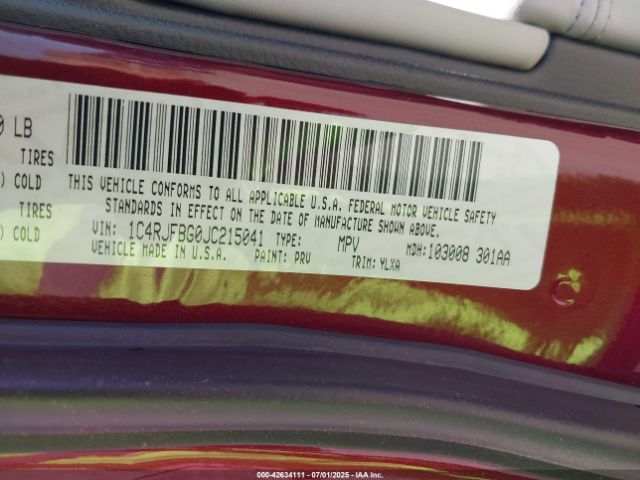 0 LB
TIRES
) COLD
TIRES
) COLD
THIS VEHICLE CONFORMS TO ALL APPLICABLE U.S.A. FEDERAL MOTOR VEHICLE SAFETY
STANDARDS IN EFFECT ON THE DATE OF MANUFACTURE SHOWN ABOVE.
VIN: 1C4RJFBG0JC215041 TYPE: MPV MDH: 103008 301AA
VEHICLE MADE IN U.S.A. PAINT: PRV TRIM: YLXA
000-42634111 - 07/01/2025 - IAA Inc.